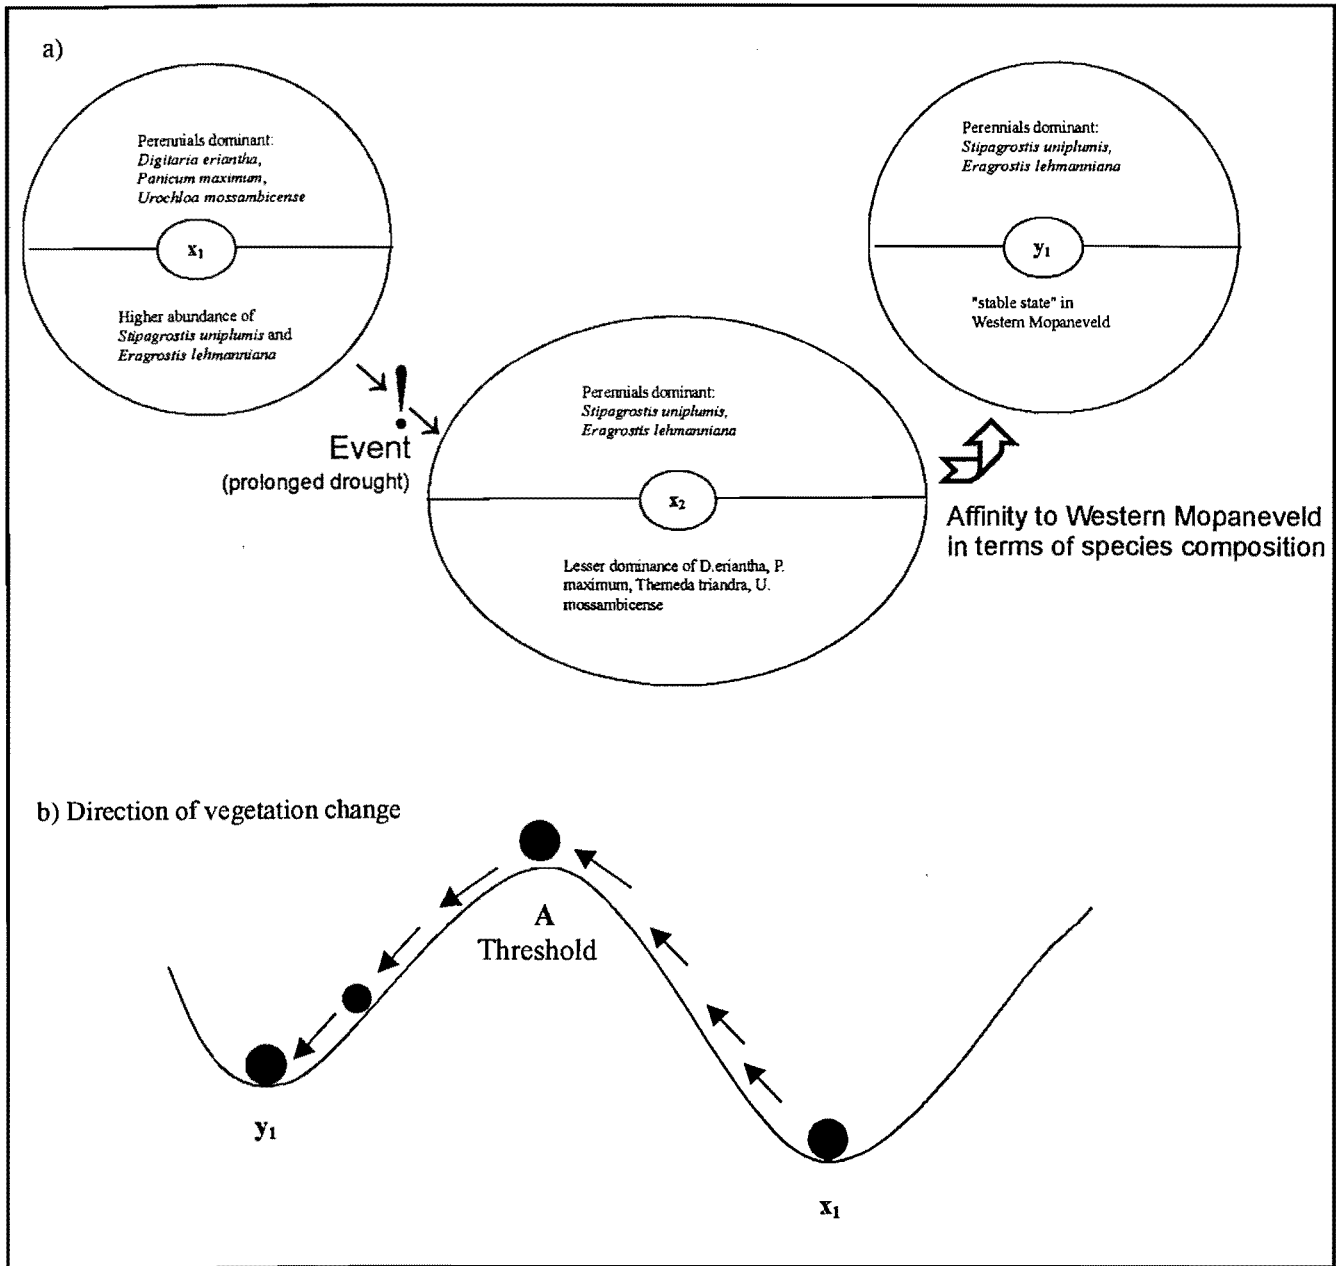 a)
Perennials dominant:
Digitaria eriantha,
Panicum maximum,
Urochloa mossambicense
x₁
Higher abundance of
Stipagrostis uniplumis and
Eragrostis lehmanniana
!
Event
(prolonged drought)
Perennials dominant:
Stipagrostis uniplumis,
Eragrostis lehmanniana
x₂
Lesser dominance of D.eriantha, P.
maximum, Themeda triandra, U.
mossambicense
Perennials dominant:
Stipagrostis uniplumis,
Eragrostis lehmanniana
y₁
"stable state" in
Western Mopaneveld
Affinity to Western Mopaneveld
in terms of species composition
b) Direction of vegetation change
A
Threshold
y₁
x₁